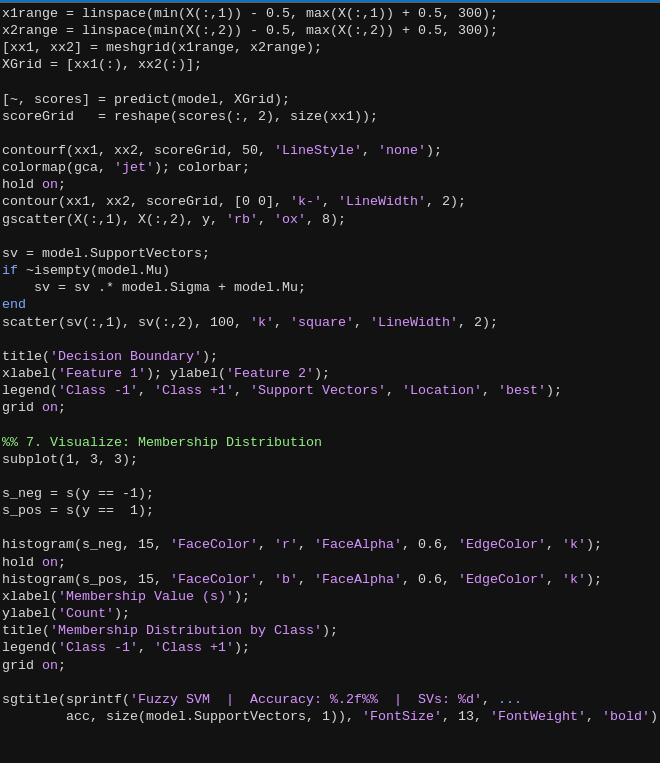 x1range = linspace(min(X(:,1)) - 0.5, max(X(:,1)) + 0.5, 300);
x2range = linspace(min(X(:,2)) - 0.5, max(X(:,2)) + 0.5, 300);
[xx1, xx2] = meshgrid(x1range, x2range);
XGrid = [xx1(:), xx2(:)];

[~, scores] = predict(model, XGrid);
scoreGrid   = reshape(scores(:, 2), size(xx1));

contourf(xx1, xx2, scoreGrid, 50, 'LineStyle', 'none');
colormap(gca, 'jet'); colorbar;
hold on;
contour(xx1, xx2, scoreGrid, [0 0], 'k-', 'LineWidth', 2);
gscatter(X(:,1), X(:,2), y, 'rb', 'ox', 8);

sv = model.SupportVectors;
if ~isempty(model.Mu)
    sv = sv .* model.Sigma + model.Mu;
end
scatter(sv(:,1), sv(:,2), 100, 'k', 'square', 'LineWidth', 2);

title('Decision Boundary');
xlabel('Feature 1'); ylabel('Feature 2');
legend('Class -1', 'Class +1', 'Support Vectors', 'Location', 'best');
grid on;

%% 7. Visualize: Membership Distribution
subplot(1, 3, 3);

s_neg = s(y == -1);
s_pos = s(y ==  1);

histogram(s_neg, 15, 'FaceColor', 'r', 'FaceAlpha', 0.6, 'EdgeColor', 'k');
hold on;
histogram(s_pos, 15, 'FaceColor', 'b', 'FaceAlpha', 0.6, 'EdgeColor', 'k');
xlabel('Membership Value (s)');
ylabel('Count');
title('Membership Distribution by Class');
legend('Class -1', 'Class +1');
grid on;

sgtitle(sprintf('Fuzzy SVM  |  Accuracy: %.2f%%  |  SVs: %d', ...
        acc, size(model.SupportVectors, 1)), 'FontSize', 13, 'FontWeight', 'bold')